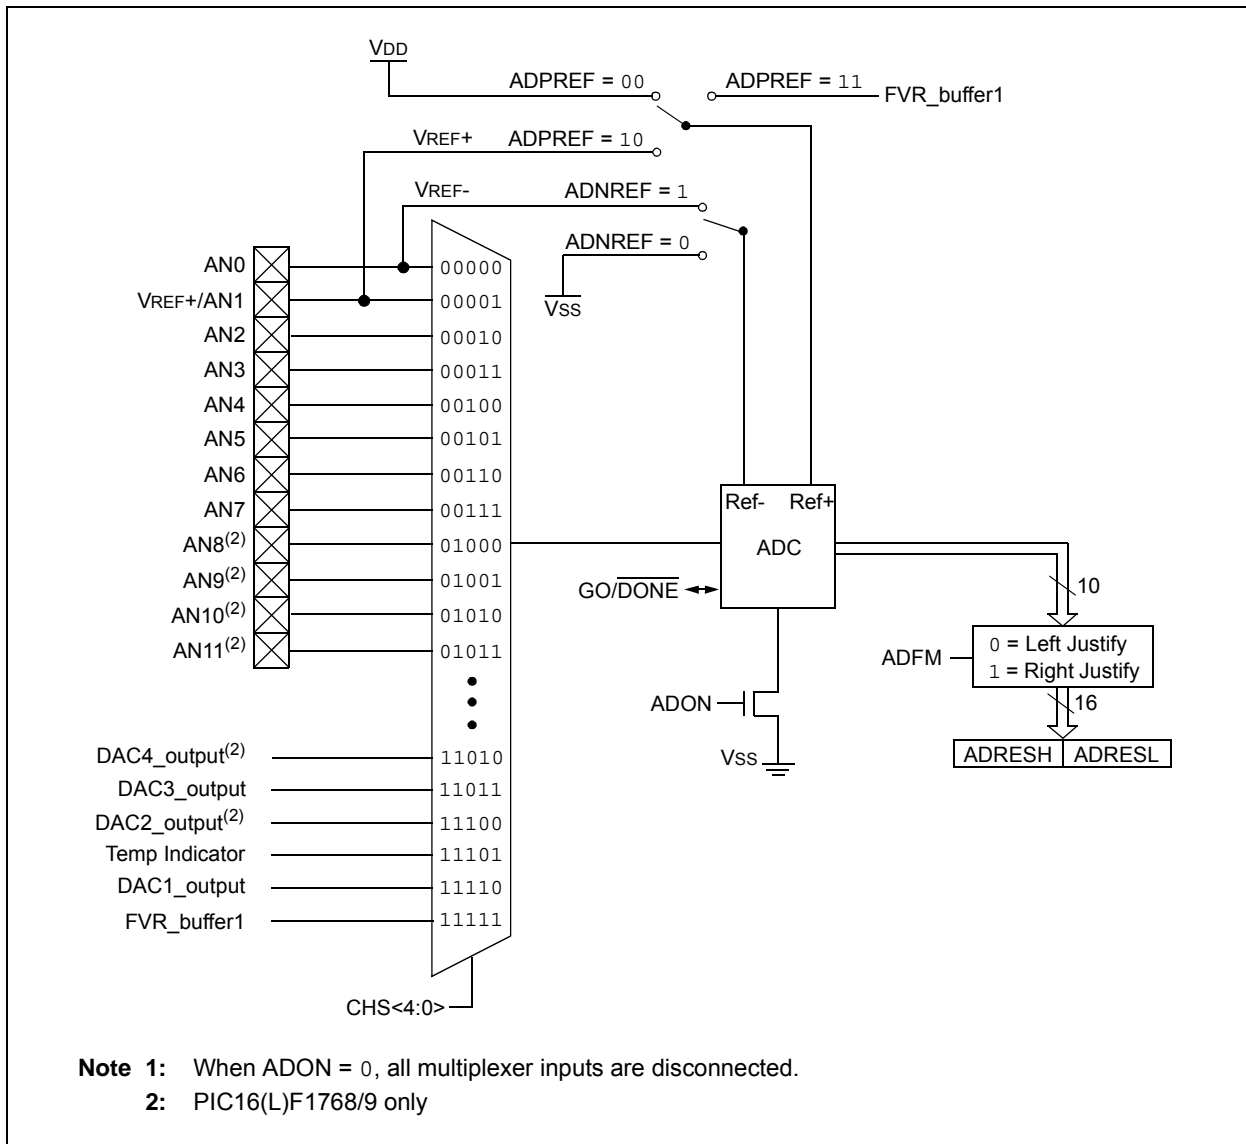 VDD
ADPREF = 00
ADPREF = 11
FVR_buffer1
VREF+ ADPREF = 10
VREF- ADNREF = 1
ADNREF = 0
VSS
AN0
00000
VREF+/AN1
00001
AN2
00010
AN3
00011
AN4
00100
AN5
00101
AN6
00110
AN7
00111
AN8(2)
01000
AN9(2)
01001
AN10(2)
01010
AN11(2)
01011
Ref- Ref+
ADC
GO/DONE
10
ADFM
0 = Left Justify
1 = Right Justify
16
ADON
VSS
ADRESH ADRESL
DAC4_output(2)
11010
DAC3_output
11011
DAC2_output(2)
11100
Temp Indicator
11101
DAC1_output
11110
FVR_buffer1
11111
CHS<4:0>
Note 1: When ADON = 0, all multiplexer inputs are disconnected.
2: PIC16(L)F1768/9 only